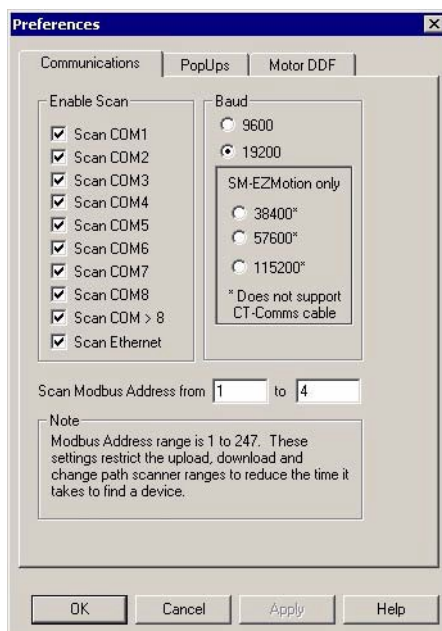 Preferences
Communications
PopUps
Motor DDF
Enable Scan
Scan COM1
Scan COM2
Scan COM3
Scan COM4
Scan COM5
Scan COM6
Scan COM7
Scan COM8
Scan COM > 8
Scan Ethernet
Baud
9600
19200
SM-EZMotion only
38400*
57600*
115200*
* Does not support
CT-Comms cable
Scan Modbus Address from 1 to 4
Note
Modbus Address range is 1 to 247. These
settings restrict the upload, download and
change path scanner ranges to reduce the time it
takes to find a device.
OK
Cancel
Apply
Help